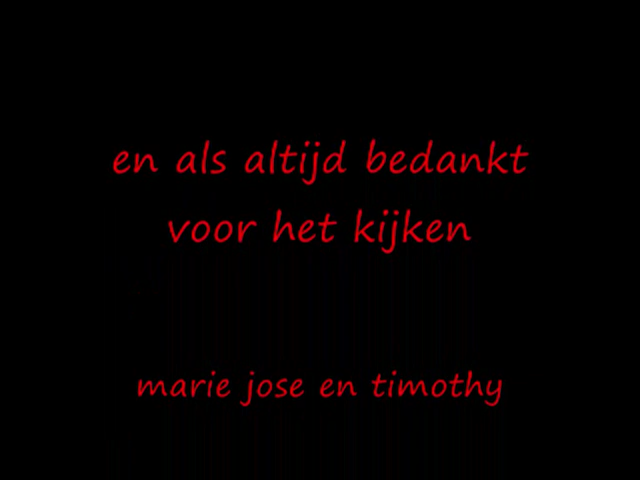 en als altijd bedankt
voor het kijken
marie jose en timothy